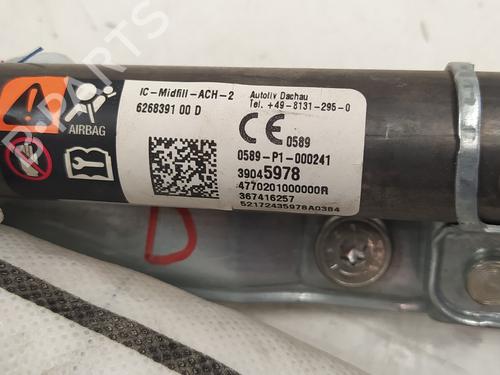 IC-Midfill-ACH-2
6268391 00 D
Autoliv Dachau
Tel. +49-8131-295-0
AIRBAG
CE 0589
0589-P1-000241
39045978
4770201000000R
367416257
52172435978A0384
D